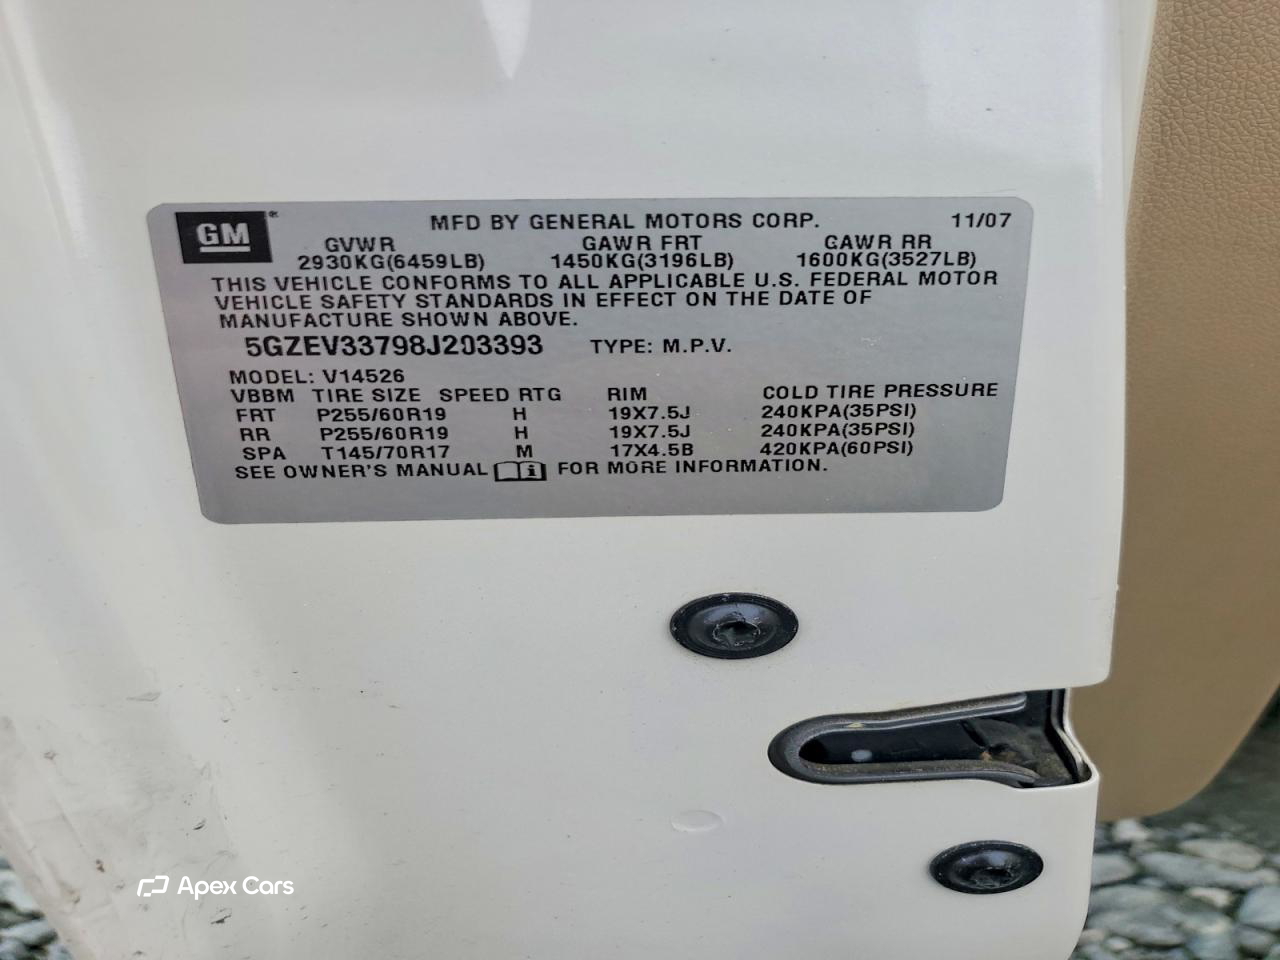 GM ® MFD BY GENERAL MOTORS CORP. 11/07
GVWR GAWR FRT GAWR RR
2930KG(6459LB) 1450KG(3196LB) 1600KG(3527LB)
THIS VEHICLE CONFORMS TO ALL APPLICABLE U.S. FEDERAL MOTOR
VEHICLE SAFETY STANDARDS IN EFFECT ON THE DATE OF
MANUFACTURE SHOWN ABOVE.
5GZEV33798J203393 TYPE: M.P.V.
MODEL: V14526
VBBM TIRE SIZE SPEED RTG RIM COLD TIRE PRESSURE
FRT P255/60R19 H 19X7.5J 240KPA(35PSI)
RR P255/60R19 H 19X7.5J 240KPA(35PSI)
SPA T145/70R17 M 17X4.5B 420KPA(60PSI)
SEE OWNER'S MANUAL i FOR MORE INFORMATION.
Apex Cars